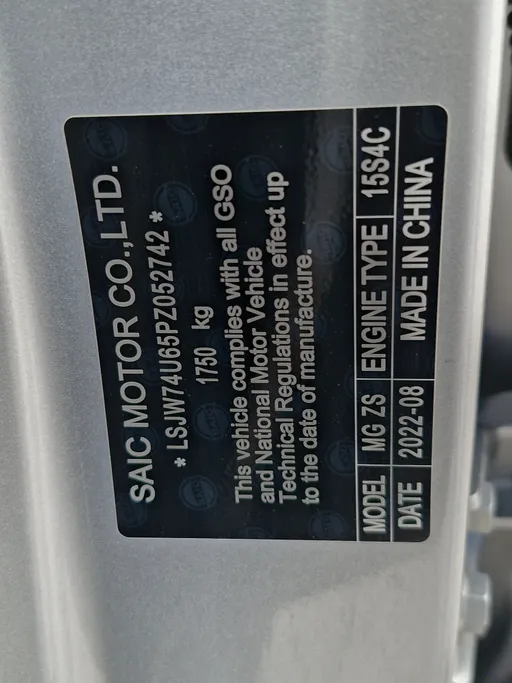 SAIC MOTOR CO.,LTD.
* LSJW74U65PZ052742 *
1750 kg
This vehicle complies with all GSO
and National Motor Vehicle
Technical Regulations in effect up
to the date of manufacture.
MODEL MG ZS ENGINE TYPE 15S4C
DATE 2022-08 MADE IN CHINA